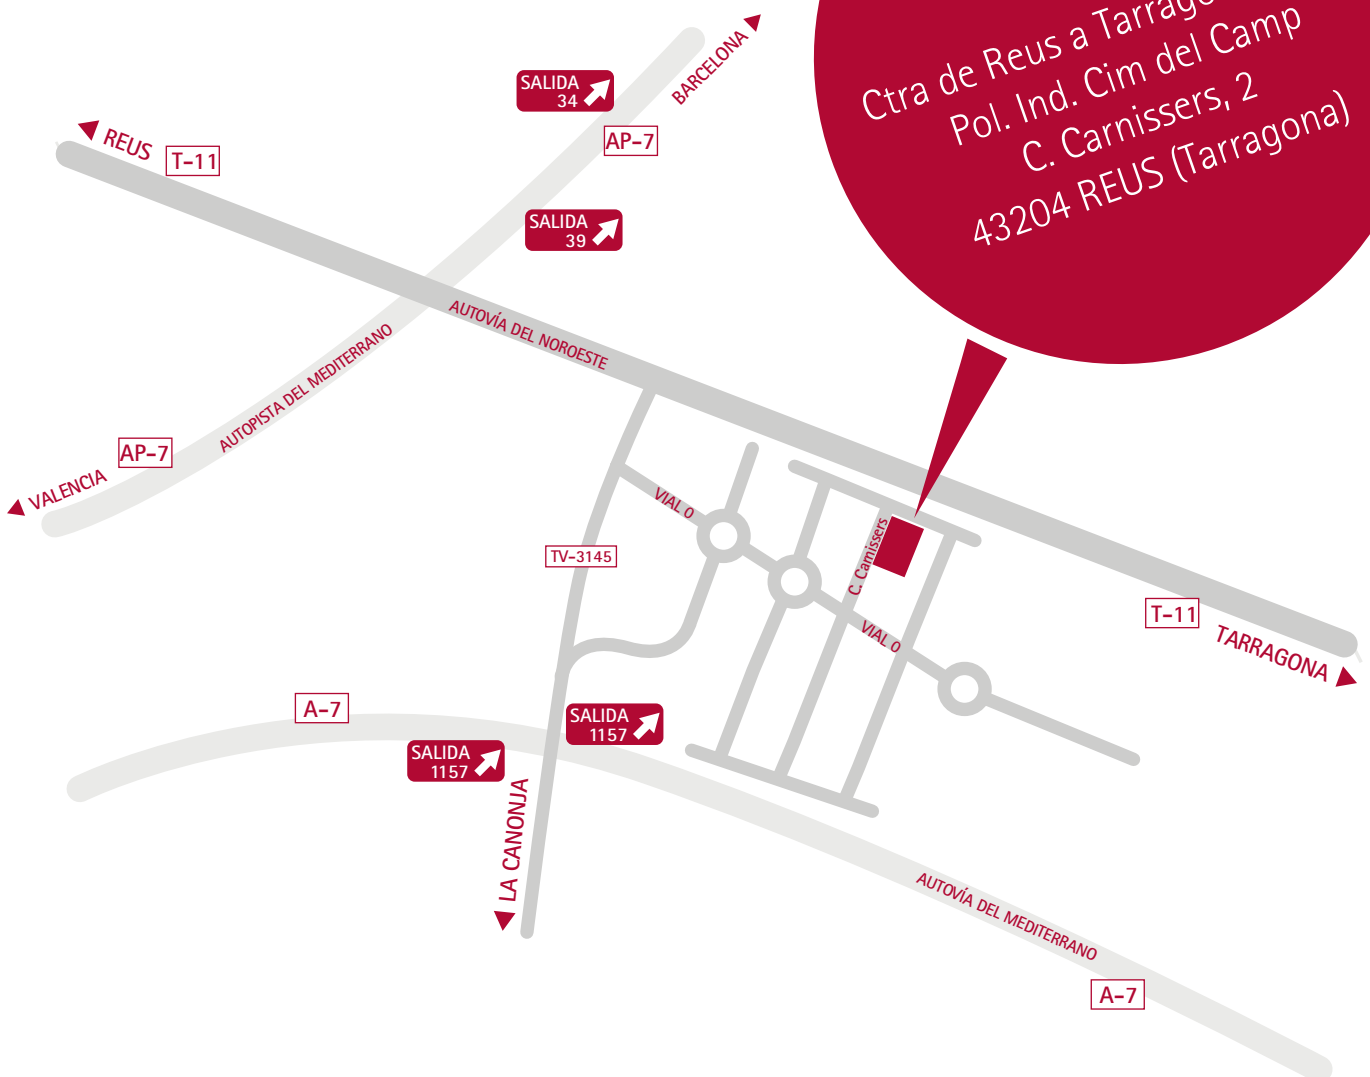 Ctra de Reus a
Pol. Ind. Cim del Camp
C. Carnissers, 2
43204 REUS (Tarragona)
BARCELONA
SALIDA
34
AP-7
REUS
T-11
SALIDA
39
AUTOVÍA DEL NOROESTE
AUTOPISTA DEL MEDITERRANO
AP-7
VALENCIA
VIAL 0
C. Carnissers
TV-3145
VIAL 0
T-11
TARRAGONA
A-7
SALIDA
1157
SALIDA
1157
LA CANONJA
AUTOVÍA DEL MEDITERRANO
A-7